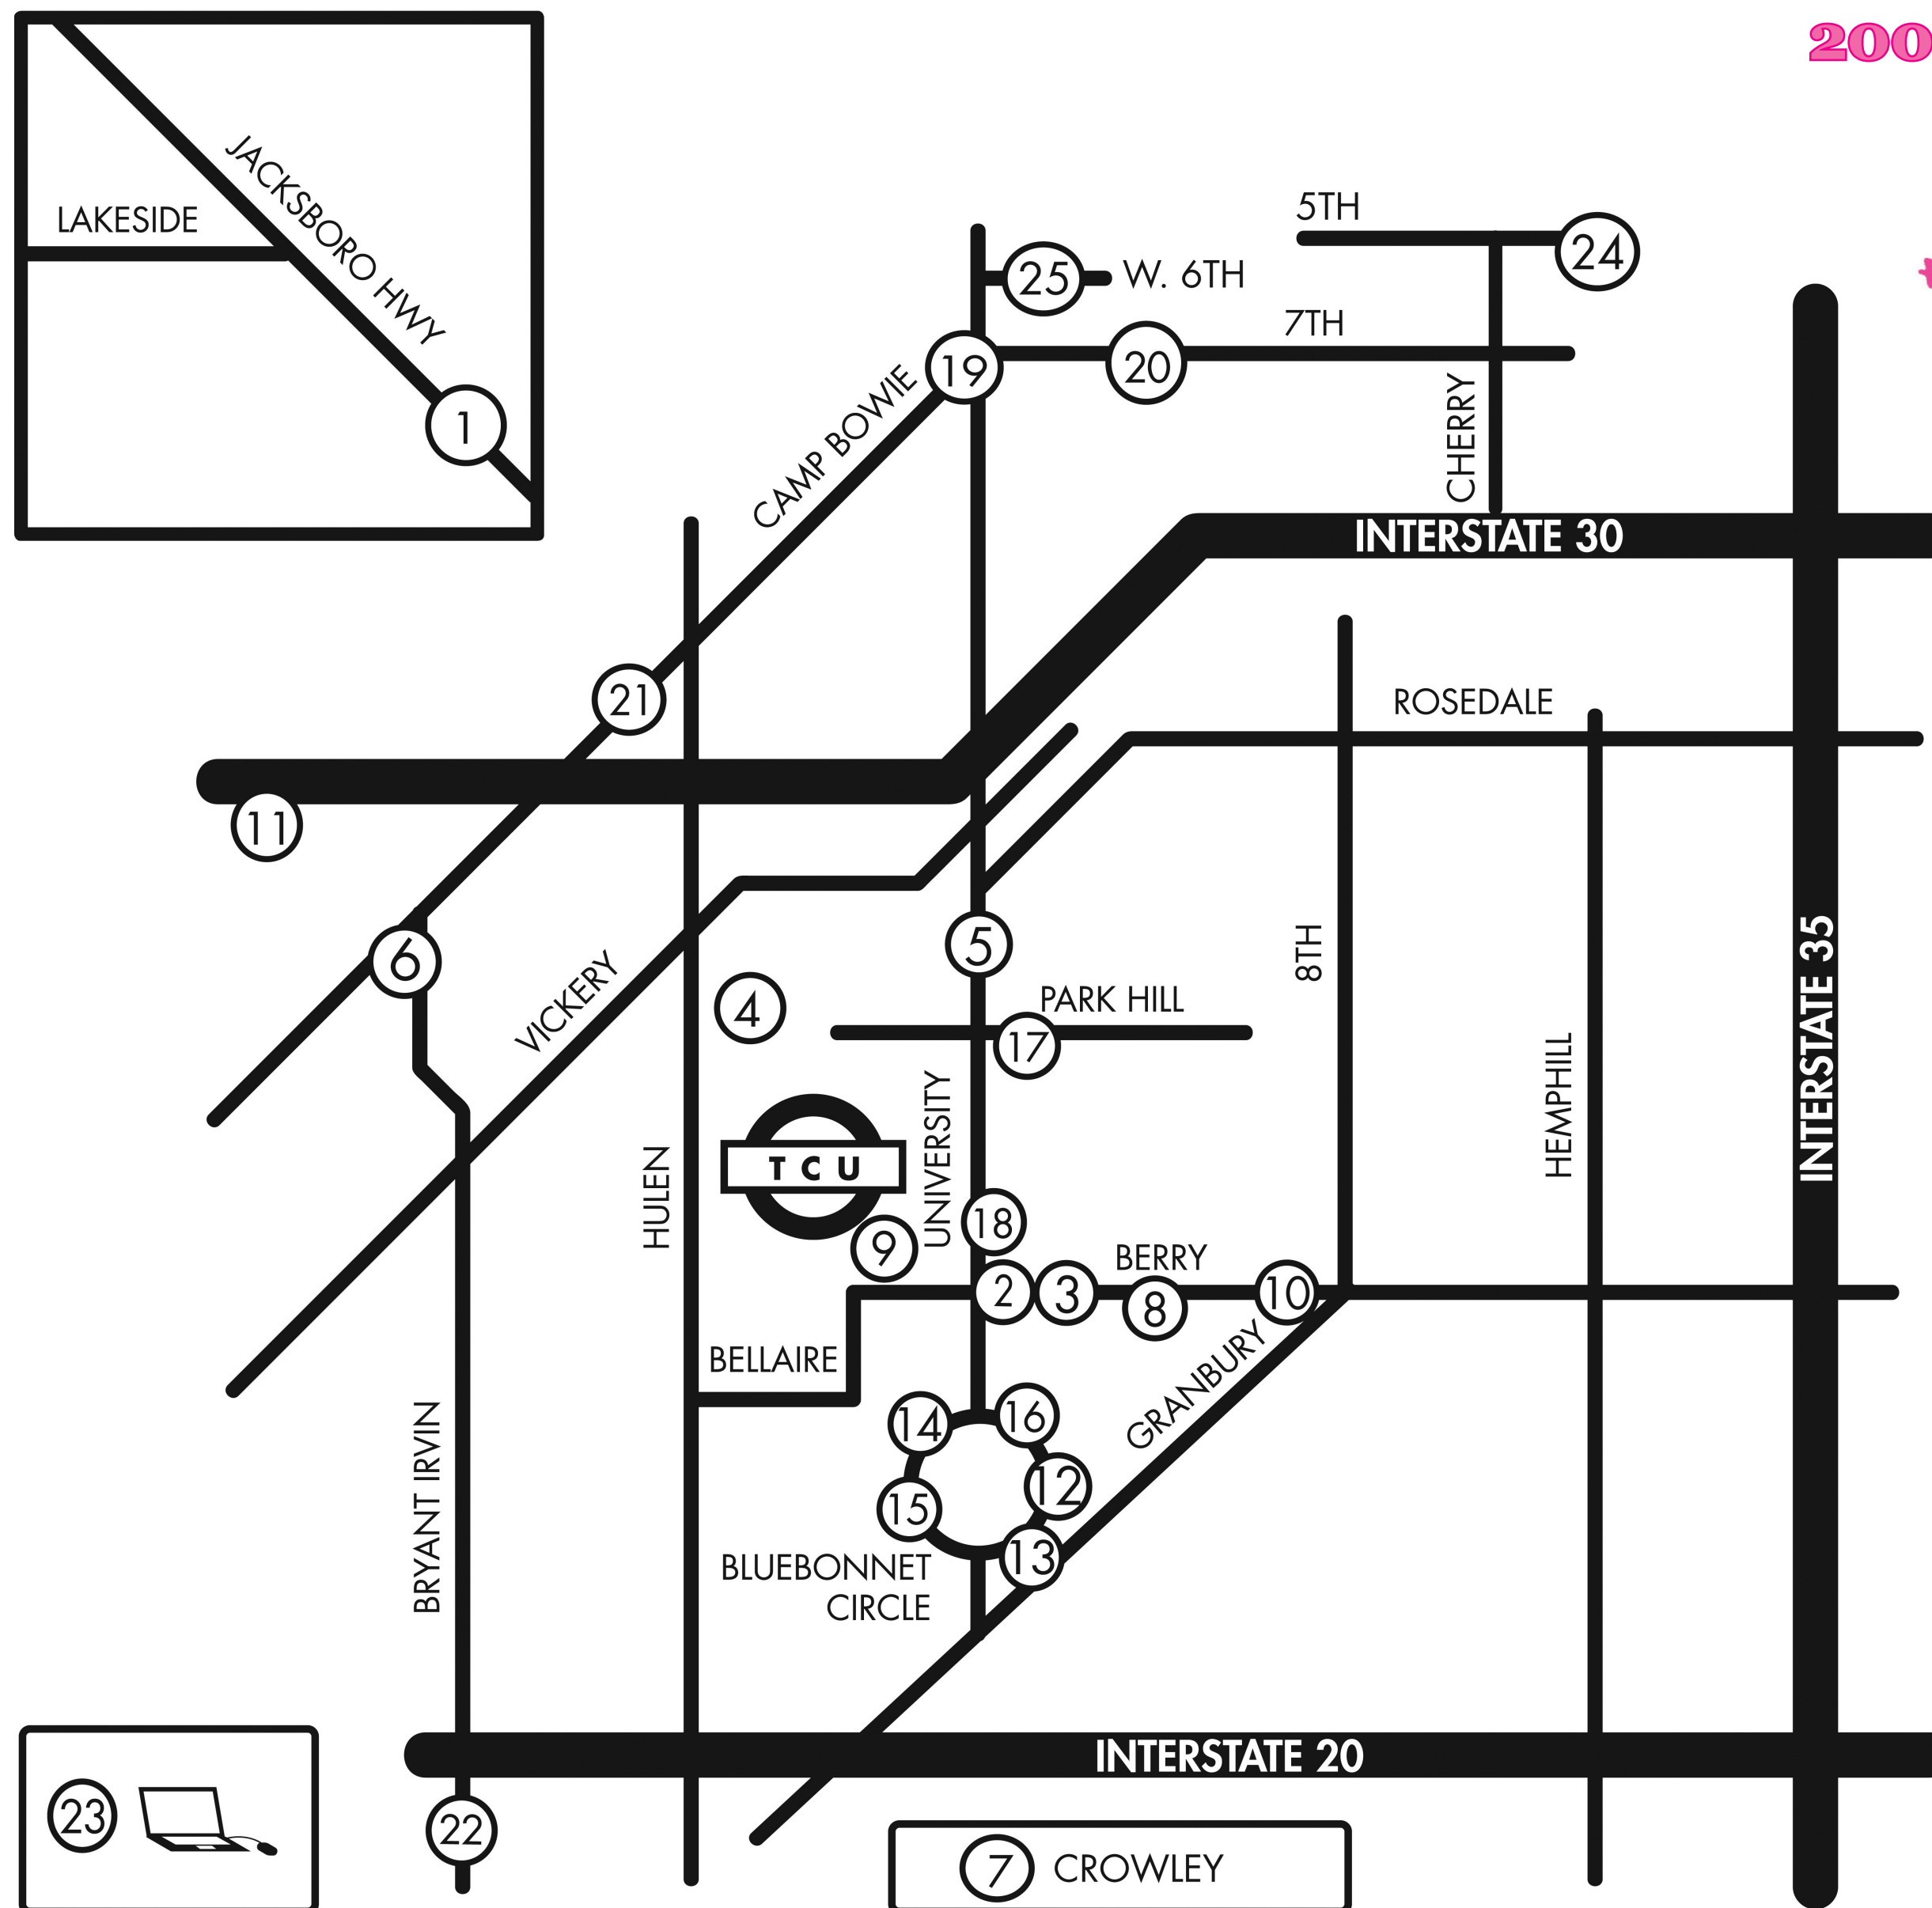 200
JACKSBORO HWY
LAKESIDE
1
5TH
24
25
W. 6TH
7TH
19
20
CAMP BOWIE
CHERRY
INTERSTATE 30
21
ROSEDALE
11
6
5
8TH
VICKERY
4
PARK HILL
17
INTERSTATE 35
HEMPHILL
UNIVERSITY
TCU
HULEN
18
9
BERRY
2
3
8
10
BELLAIRE
GRANBURY
14
16
12
15
13
BLUEBONNET
CIRCLE
BRYANT IRVIN
INTERSTATE 20
23
22
7 CROWLEY